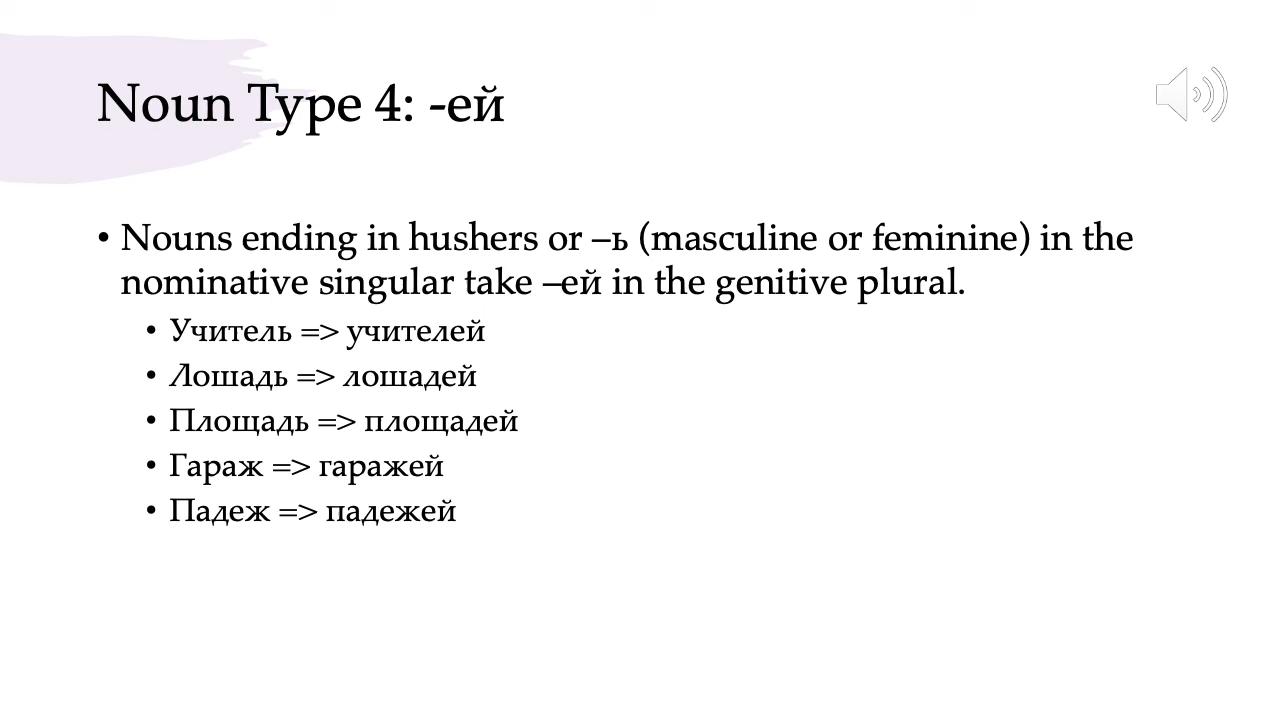 Noun Type 4: -ей
• Nouns ending in hushers or –ь (masculine or feminine) in the
nominative singular take –ей in the genitive plural.
• Учитель => учителей
• Лошадь => лошадей
• Площадь => площадей
• Гараж => гаражей
• Падеж => падежей